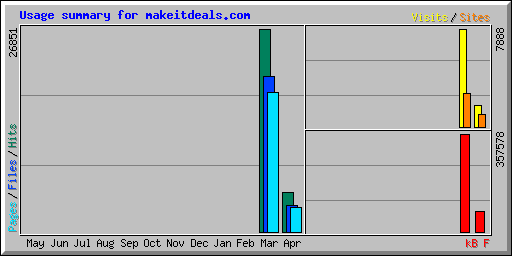 Usage summary for makeitdeals.com
Visits/Sites
26851
7888
Pages/Files/Hits
357578
May Jun Jul Aug Sep Oct Nov Dec Jan Feb Mar Apr
kB F